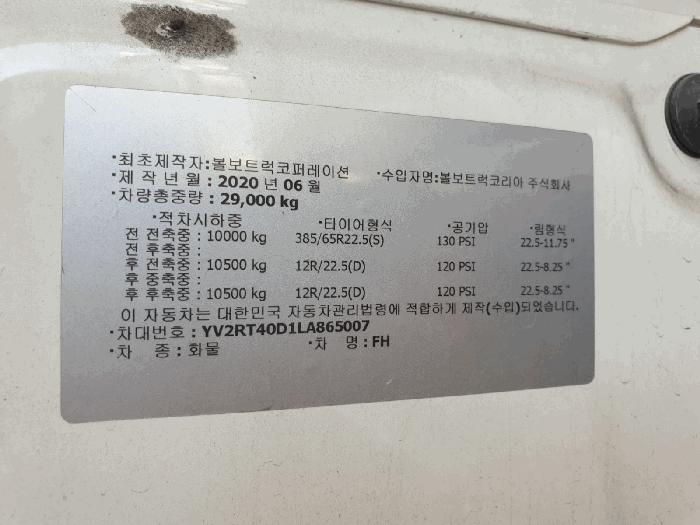 ·최초제작자:볼보트럭코퍼레이션 ·수입자명:볼보트럭코리아 주식회사
·제 작 년 월 : 2020 년 06 월
·차량총중량 : 29,000 kg
·적차시하중 ·타이어형식 ·공기압 ·림형식
전 전축중 : 10000 kg 385/65R22.5(S) 130 PSI 22.5-11.75 "
전 후축중 :
후 전축중 : 10500 kg 12R/22.5(D) 120 PSI 22.5-8.25 "
후 중축중 :
후 후축중 : 10500 kg 12R/22.5(D) 120 PSI 22.5-8.25 "
이 자동차는 대한민국 자동차관리법령에 적합하게 제작(수입)되었습니다.
·차대번호 : YV2RT40D1LA865007
·차 종 : 화물 ·차 명 : FH